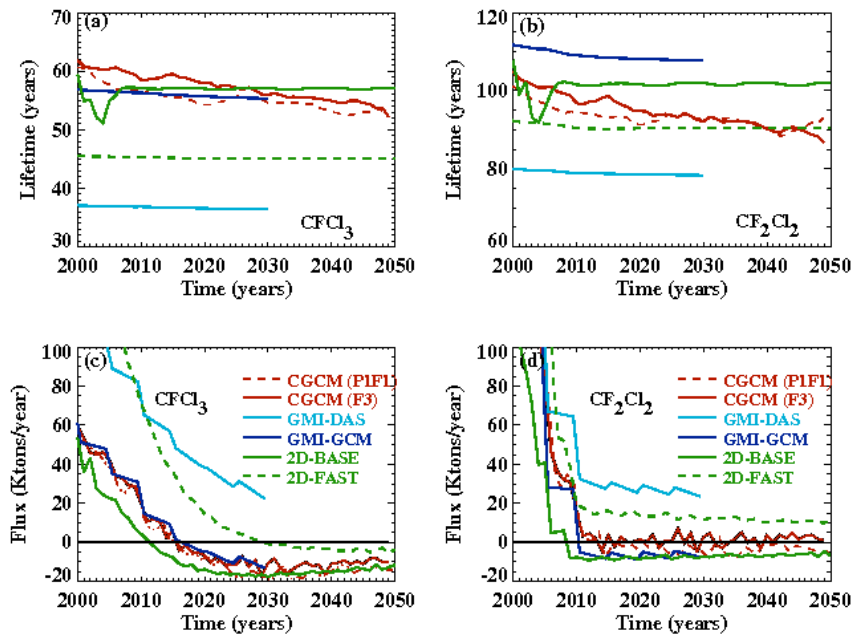 (a)
70
60
50
40
30
Lifetime (years)
CFCl3
2000 2010 2020 2030 2040 2050
Time (years)
(b)
120
100
80
60
Lifetime (years)
CF2Cl2
2000 2010 2020 2030 2040 2050
Time (years)
(c)
100
80
60
40
20
0
-20
Flux (Ktons/year)
CFCl3
CGCM (P1F1)
CGCM (F3)
GMI-DAS
GMI-GCM
2D-BASE
2D-FAST
2000 2010 2020 2030 2040 2050
Time (years)
(d)
100
80
60
40
20
0
-20
Flux (Ktons/year)
CF2Cl2
CGCM (P1F1)
CGCM (F3)
GMI-DAS
GMI-GCM
2D-BASE
2D-FAST
2000 2010 2020 2030 2040 2050
Time (years)